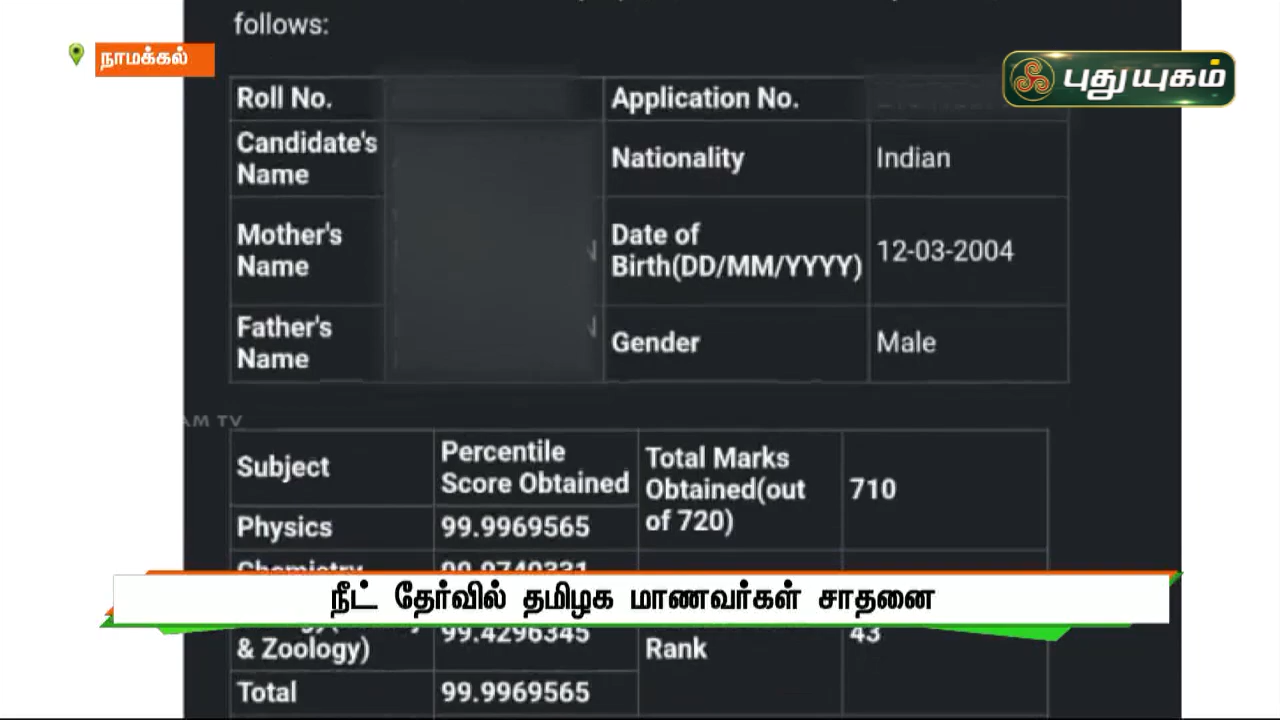 follows:
நாமக்கல்
புதுயுகம்
Roll No.
Application No.
Candidate's
Name
Nationality
Indian
Mother's
Name
Date of
Birth(DD/MM/YYYY)
12-03-2004
Father's
Name
Gender
Male
AM TV
Subject
Percentile
Score Obtained
Total Marks
Obtained(out
of 720)
710
Physics
99.9969565
நீட் தேர்வில் தமிழக மாணவர்கள் சாதனை
99.4296345
& Zoology)
Rank
43
Total
99.9969565